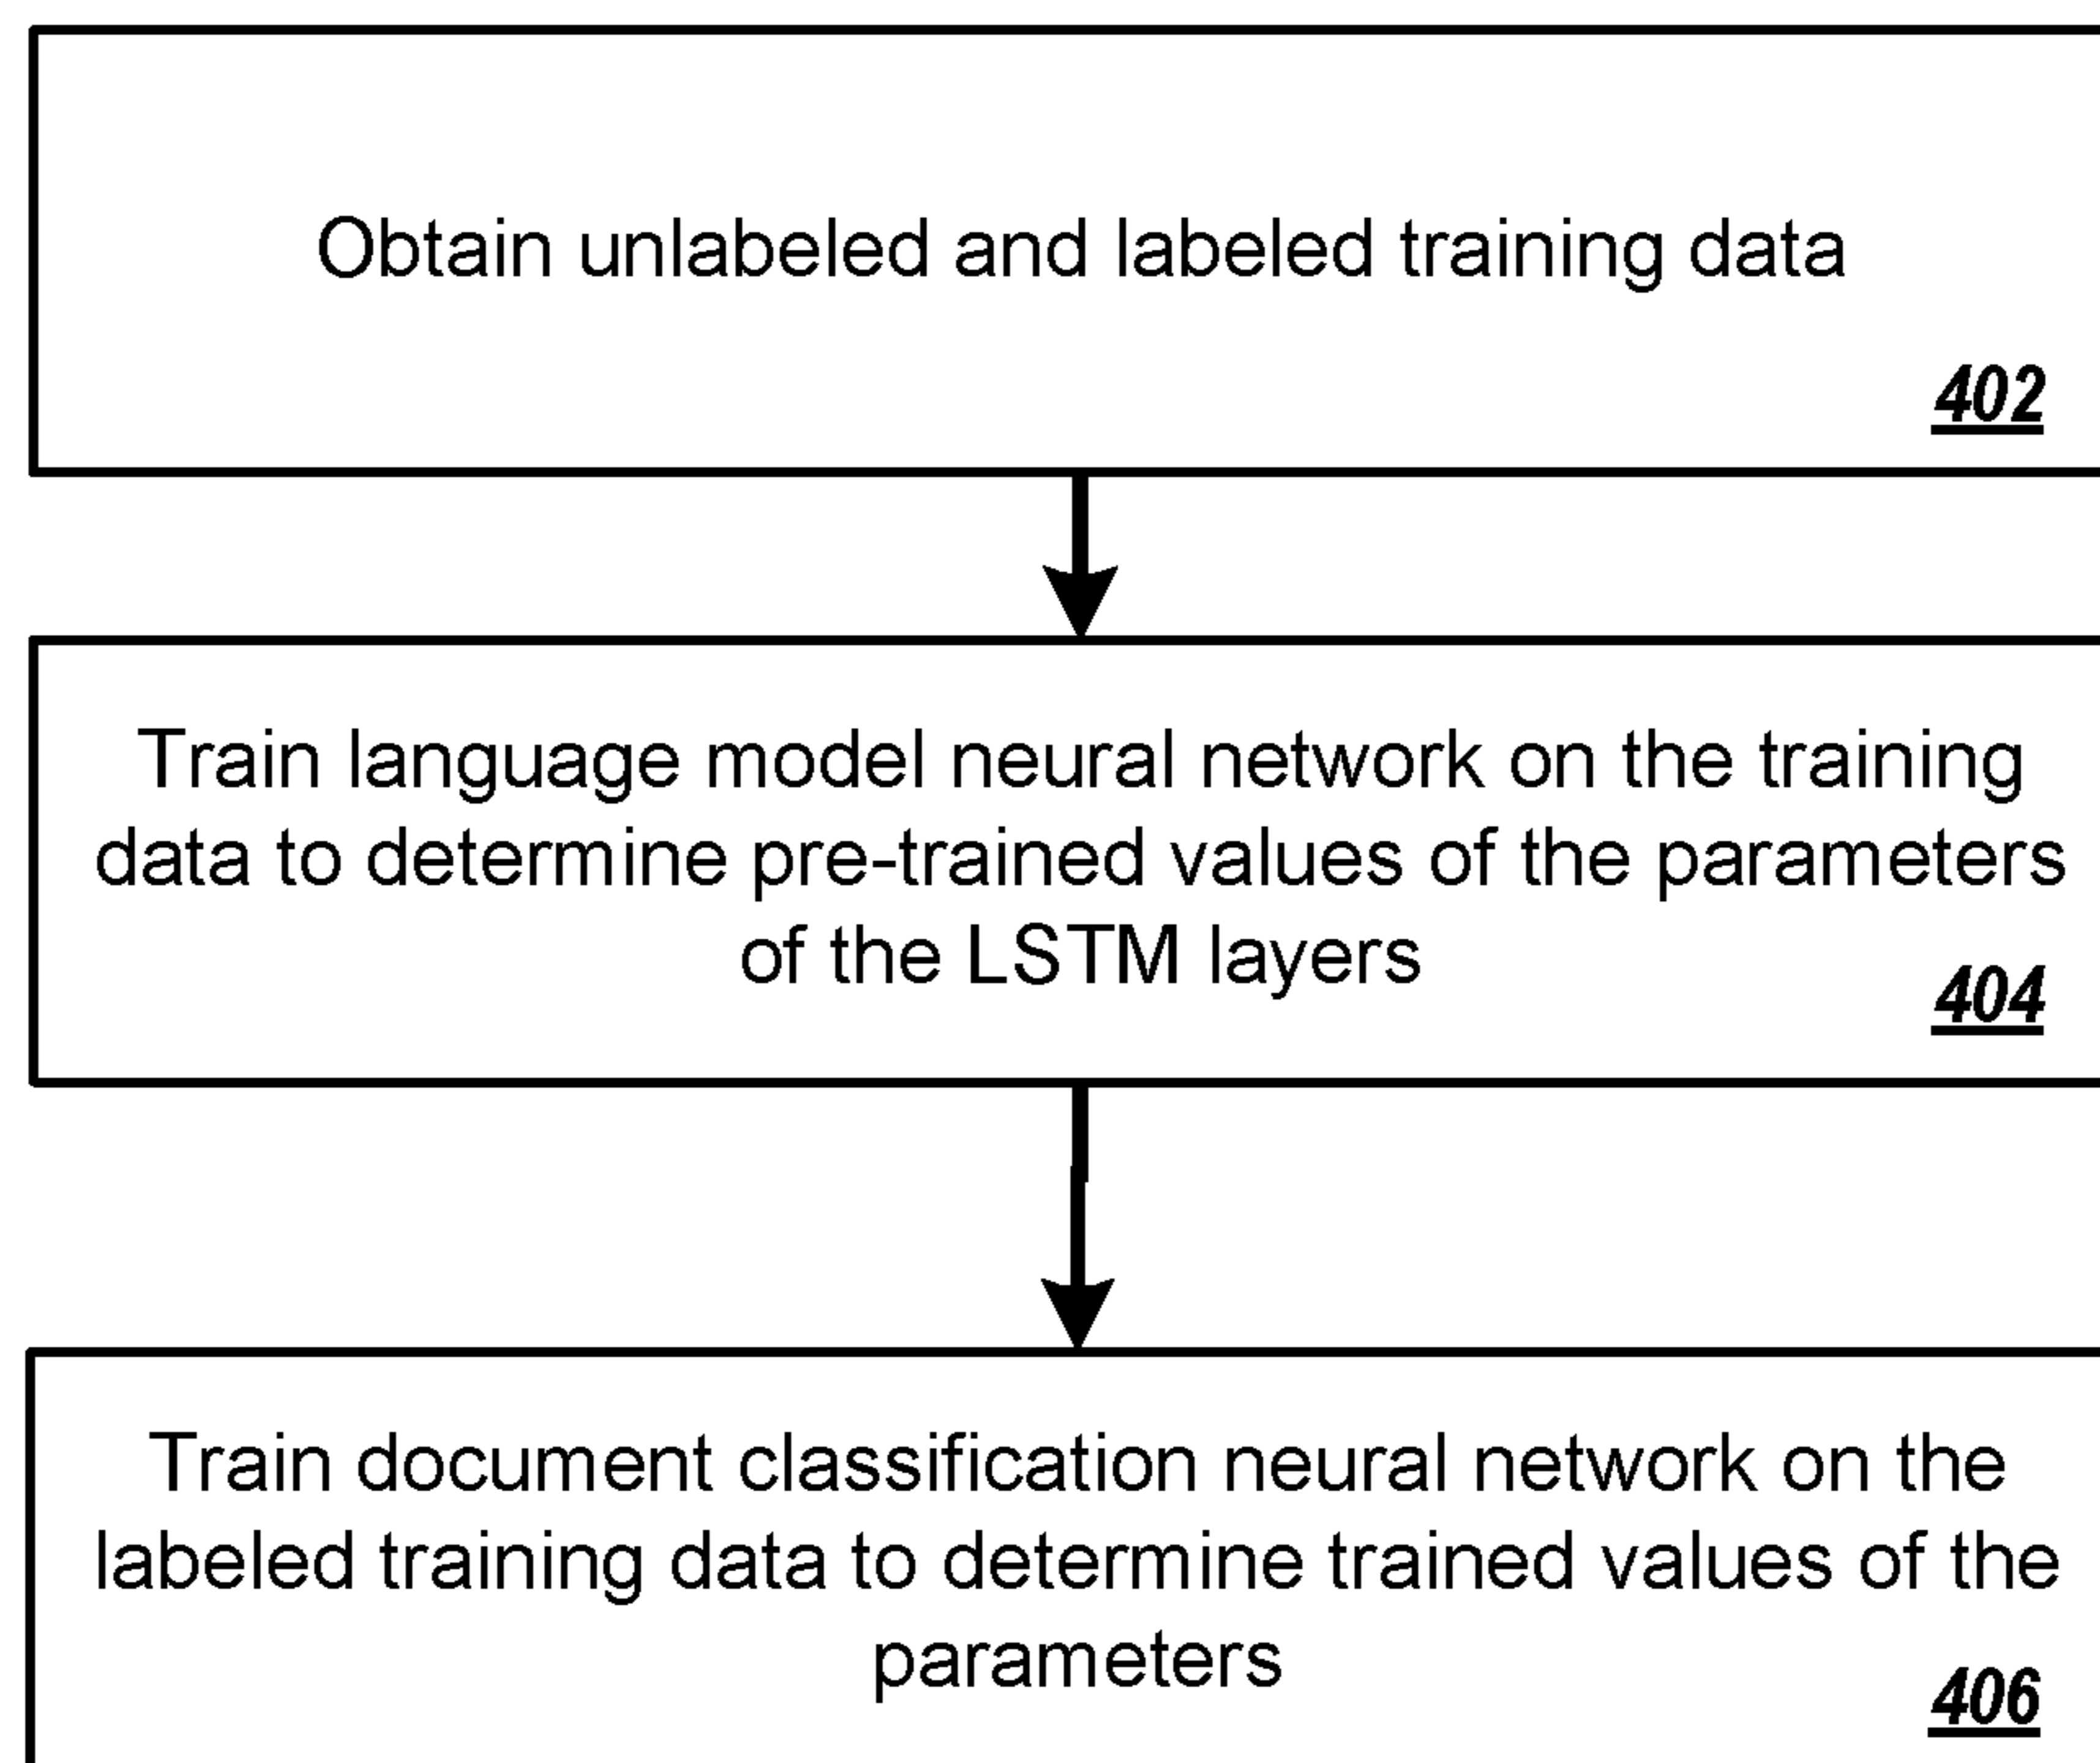 Obtain unlabeled and labeled training data
402
Train language model neural network on the training
data to determine pre-trained values of the parameters
of the LSTM layers
404
Train document classification neural network on the
labeled training data to determine trained values of the
parameters
406